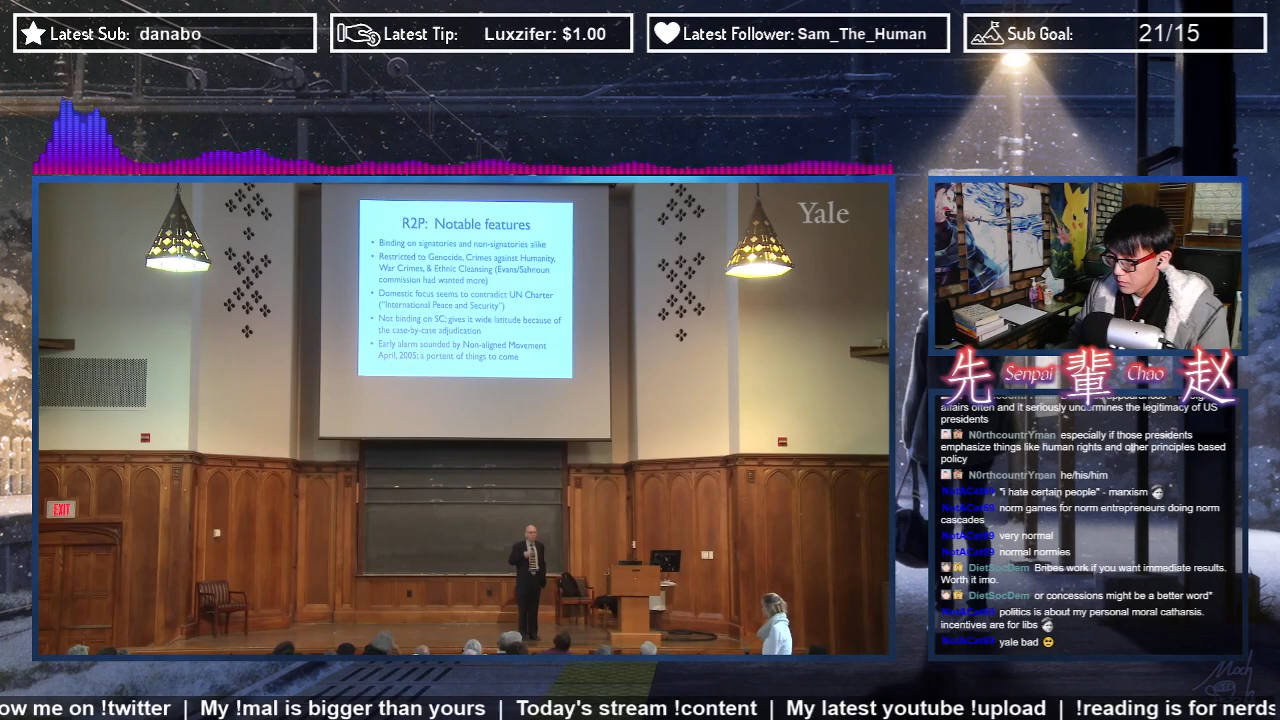 Latest Sub: danabo
Latest Tip: Luxzifer: $1.00
Latest Follower: Sam_The_Human
Sub Goal: 21/15
Yale
R2P: Notable features
• Binding on signatories and non-signatories alike
• Restricted to Genocide, Crimes against Humanity,
War Crimes, & Ethnic Cleansing (Evans/Sahnoun
commission had wanted more)
• Domestic focus seems to contradict UN Charter
("International Peace and Security")
• Not binding on SC; gives it wide latitude because of
the case-by-case adjudication
• Early alarm sounded by Non-aligned Movement
April, 2005; a portent of things to come
EXIT
先 Senpai 輩 Chao 赵
affairs often and it seriously undermines the legitimacy of US
presidents
N0rthcountrYman especially if those presidents
emphasize things like human rights and other principles based
policy
N0rthcountrYman he/his/him
NotACat69 "i hate certain people" - marxism
NotACat69 norm games for norm entrepreneurs doing norm
cascades
NotACat69 very normal
NotACat69 normal normies
DietSocDem Bribes work if you want immediate results.
Worth it imo.
DietSocDem or concessions might be a better word*
NotACat69 politics is about my personal moral catharsis.
incentives are for libs
NotACat69 yale bad
ow me on !twitter | My !mal is bigger than yours | Today's stream !content | My latest youtube !upload | !reading is for nerds